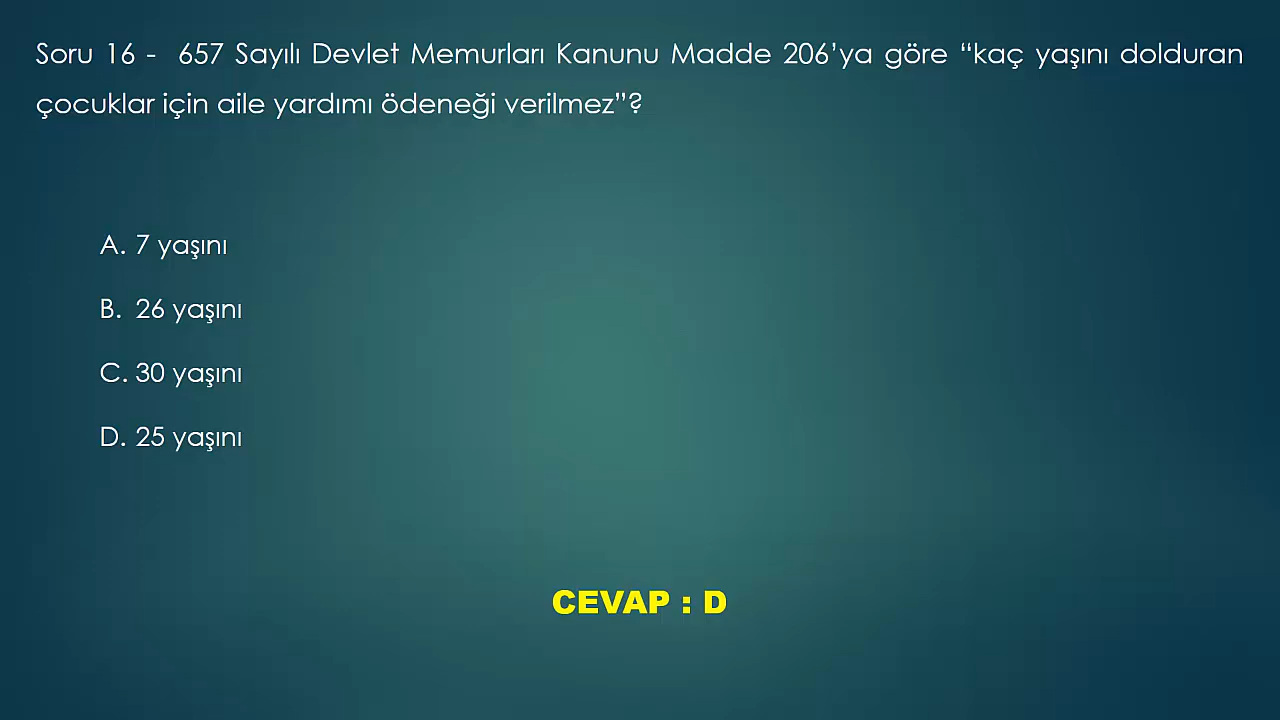 Soru 16 - 657 Sayılı Devlet Memurları Kanunu Madde 206’ya göre “kaç yaşını dolduran
çocuklar için aile yardımı ödeneği verilmez”?
A. 7 yaşını
B. 26 yaşını
C. 30 yaşını
D. 25 yaşını
CEVAP : D